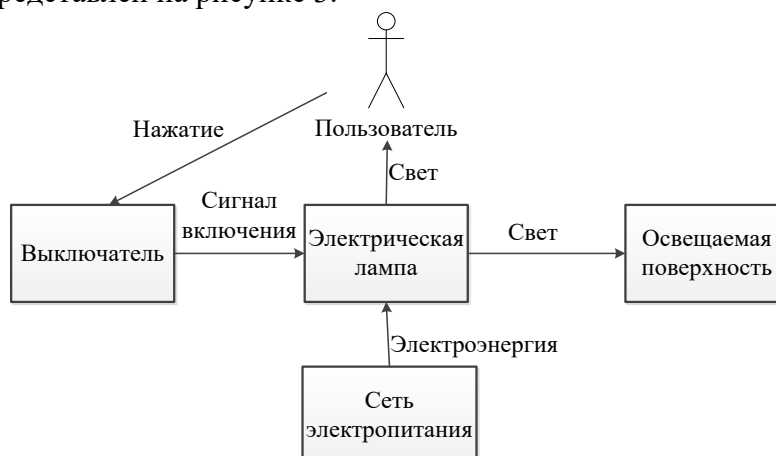 представлен на рисунке 3.
Нажатие
Пользователь
Свет
Сигнал
включения
Выключатель
Электрическая
лампа
Свет
Освещаемая
поверхность
Электроэнергия
Сеть
электропитания